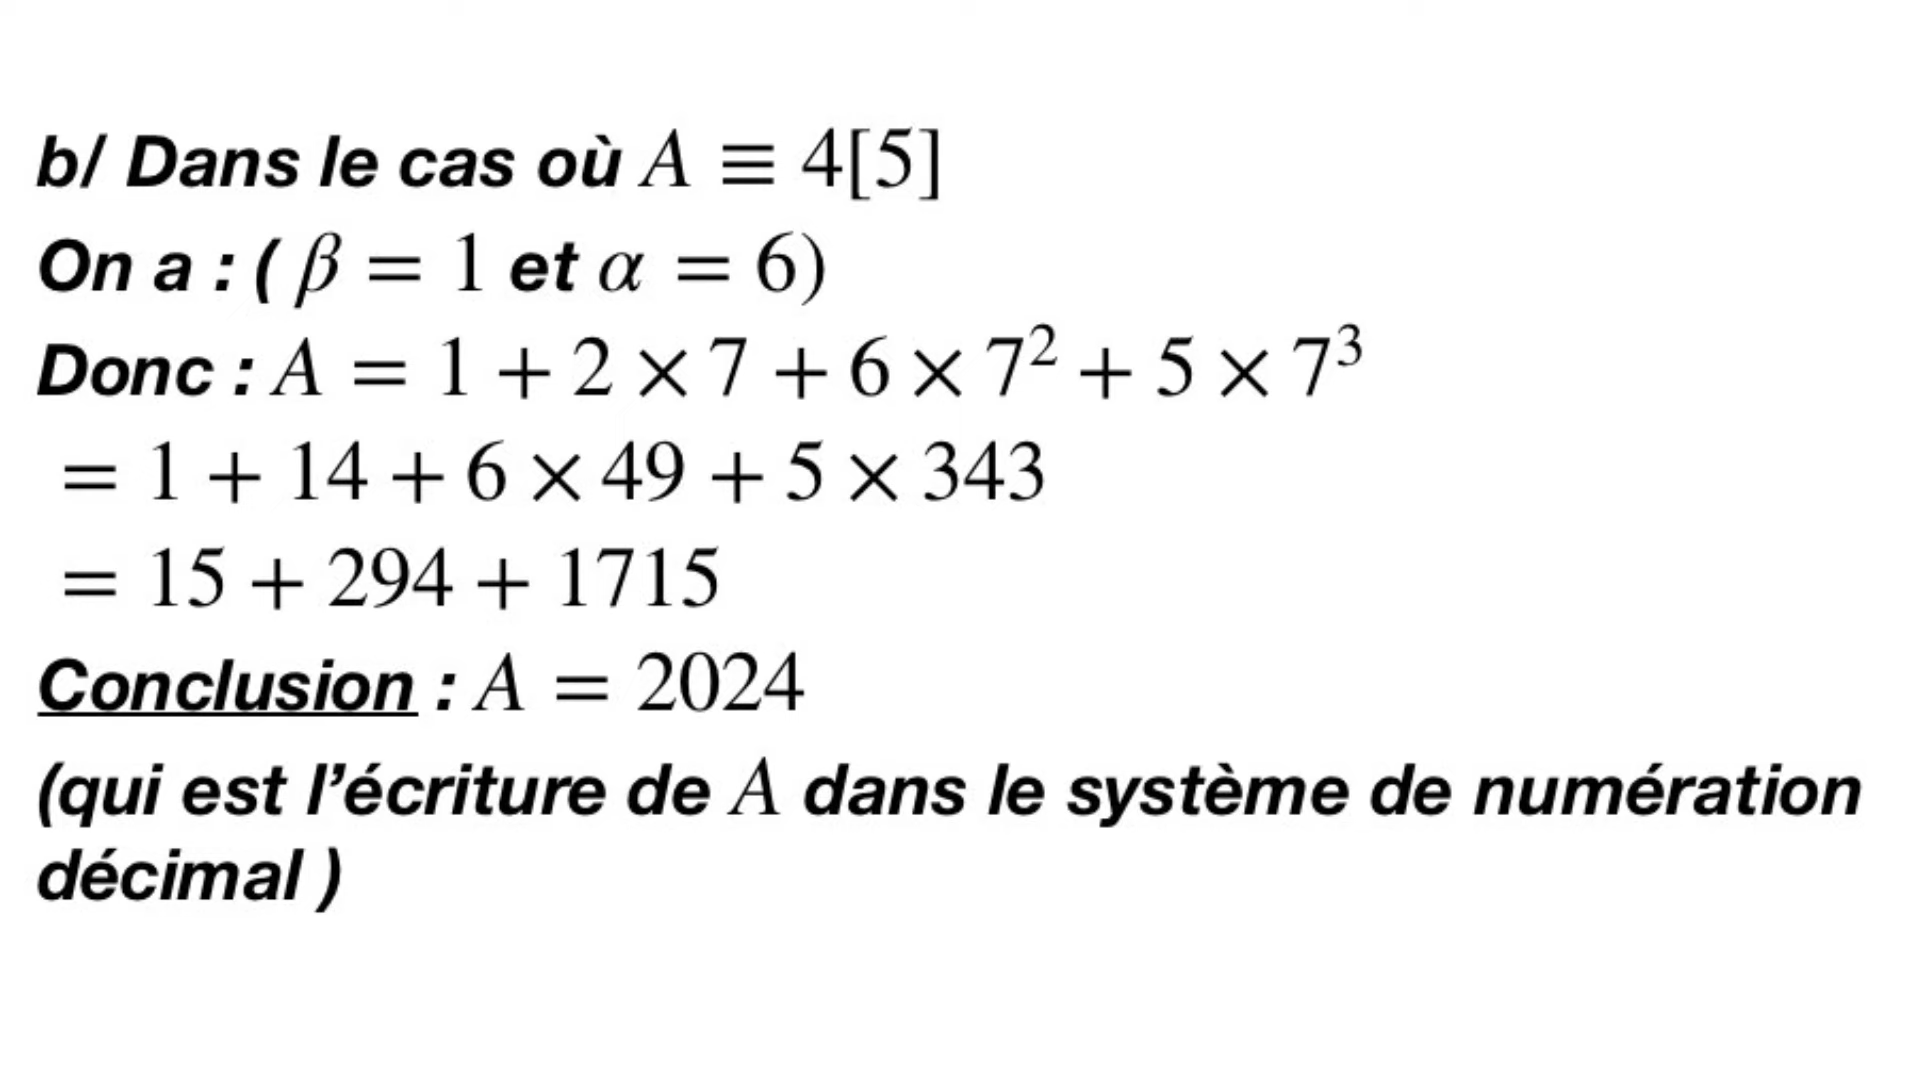 b/ Dans le cas où A ≡ 4[5]
On a : ( β = 1 et α = 6)
Donc : A = 1 + 2 × 7 + 6 × 7² + 5 × 7³
= 1 + 14 + 6 × 49 + 5 × 343
= 15 + 294 + 1715
Conclusion : A = 2024
(qui est l’écriture de A dans le système de numération
décimal )